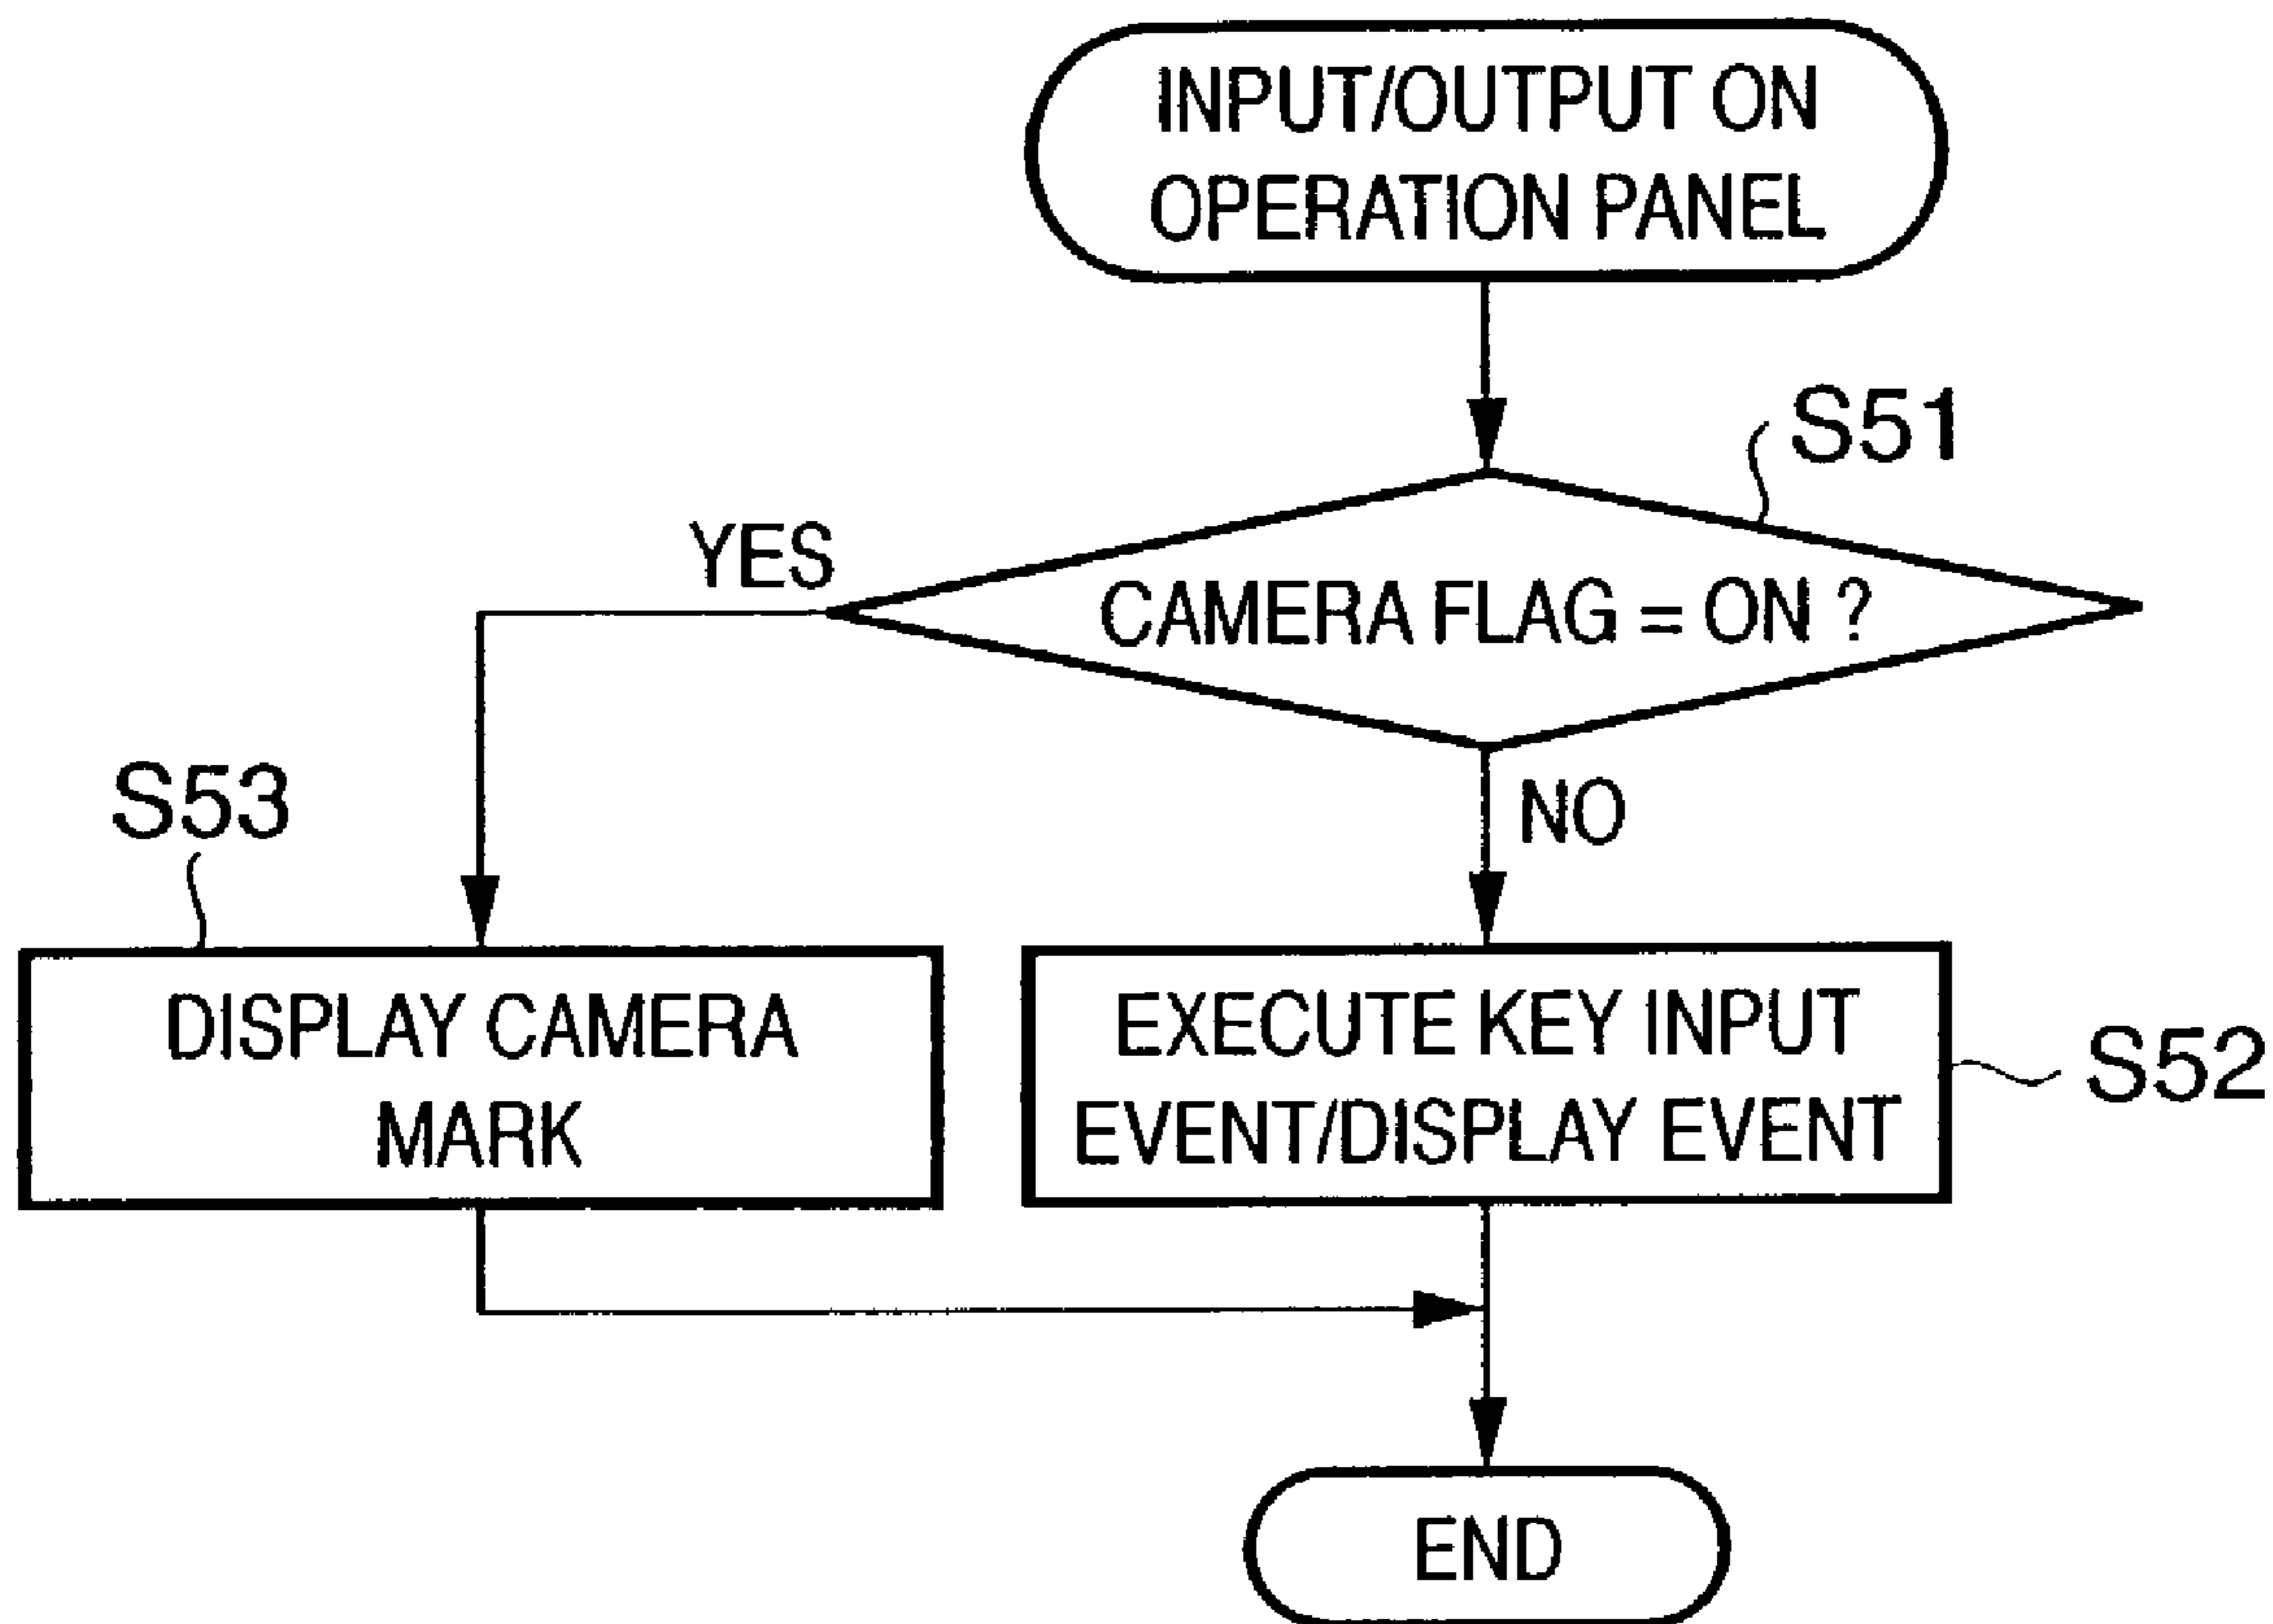 INPUT/OUTPUT ON
OPERATION PANEL
S51
YES
CAMERA FLAG = ON ?
NO
S53
DISPLAY CAMERA
MARK
EXECUTE KEY INPUT
EVENT/DISPLAY EVENT
S52
END